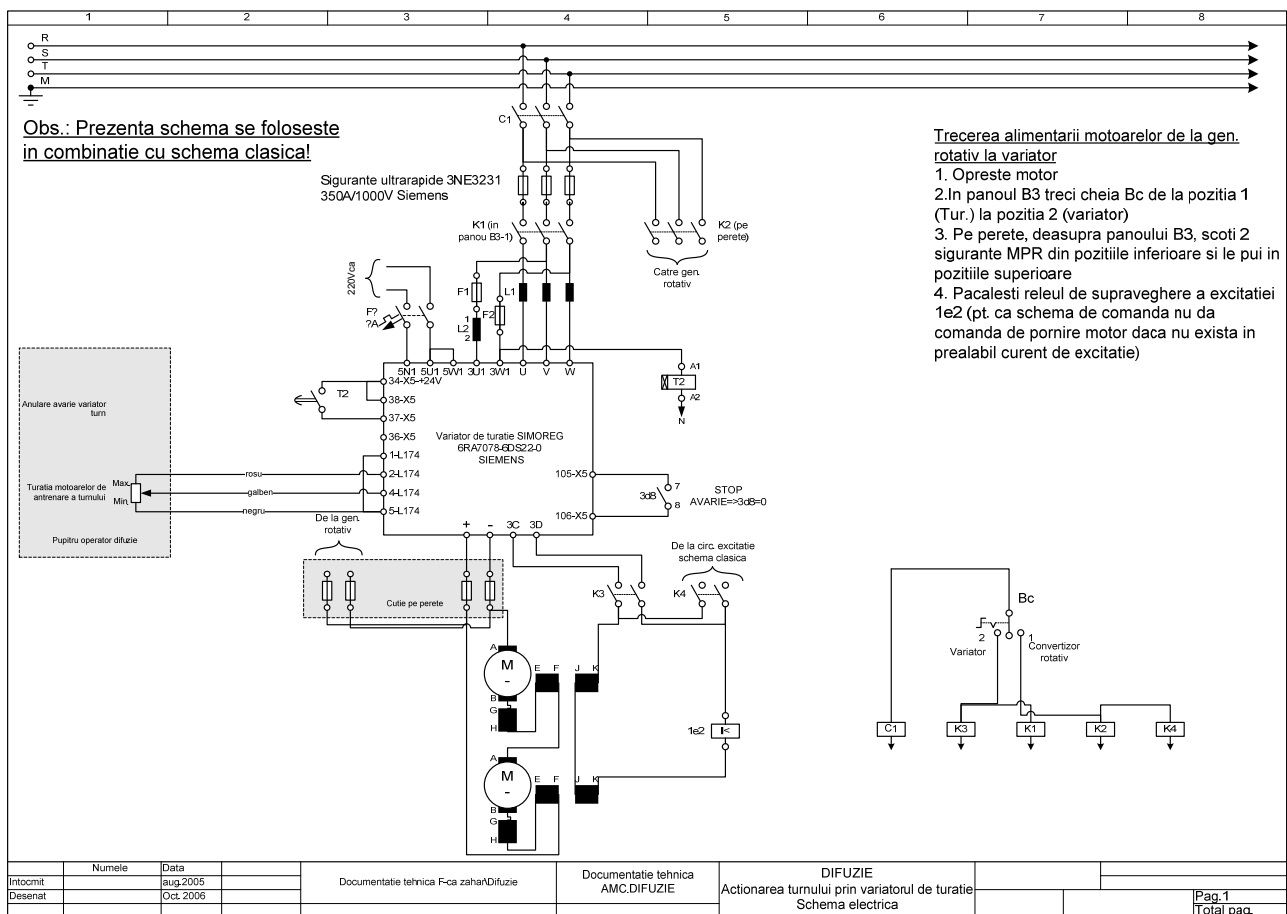 1 2 3 4 5 6 7 8
R
S
T
M
Obs.: Prezenta schema se foloseste
in combinatie cu schema clasica!
C1
Sigurante ultrarapide 3NE3231
350A/1000V Siemens
K1 (in
panou B3-1)
K2 (pe
perete)
Catre gen.
rotativ
Trecerea alimentarii motoarelor de la gen.
rotativ la variator
1. Opreste motor
2.In panoul B3 treci cheia Bc de la pozitia 1
(Tur.) la pozitia 2 (variator)
3. Pe perete, deasupra panoului B3, scoti 2
sigurante MPR din pozitiile inferioare si le pui in
pozitiile superioare
4. Pacalesti releul de supraveghere a excitatiei
1e2 (pt. ca schema de comanda nu da
comanda de pornire motor daca nu exista in
prealabil curent de excitatie)
220Vca
F?
?A
F1
L1
F2
1
L2
2
5N1 5U1 5W1 3U1 3W1 U V W
A1
T2
A2
N
T2
34-X5-+24V
38-X5
37-X5
36-X5
1-L174
2-L174
4-L174
5-L174
Variator de turatie SIMOREG
6RA7078-6DS22-0
SIEMENS
105-X5
106-X5
7
3d8
8
STOP
AVARIE=>3d8=0
Anulare avarie variator
turn
Turatia motoarelor de
antrenare a turnului
Max.
Min.
Pupitru operator difuzie
rosu
galben
negru
+ - 3C 3D
De la gen.
rotativ
Cutie pe perete
De la circ. excitatie
schema clasica
K3
K4
A
M
-
B
G
H
E F
J K
1e2
I<
A
M
-
B
G
H
E F
J K
Bc
2
1
Variator
Convertizor
rotativ
C1 K3 K1 K2 K4
Numele Data
Intocmit aug.2005
Desenat Oct. 2006
Documentatie tehnica F-ca zahar\Difuzie
Documentatie tehnica
AMC.DIFUZIE
DIFUZIE
Actionarea turnului prin variatorul de turatie
Schema electrica
Pag.1
Total pag.